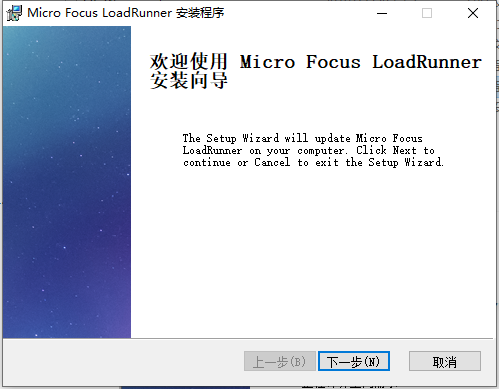 Micro Focus LoadRunner 安装程序
欢迎使用 Micro Focus LoadRunner
安装向导
The Setup Wizard will update Micro Focus
LoadRunner on your computer. Click Next to
continue or Cancel to exit the Setup Wizard.
上一步(B) 下一步(N) 取消